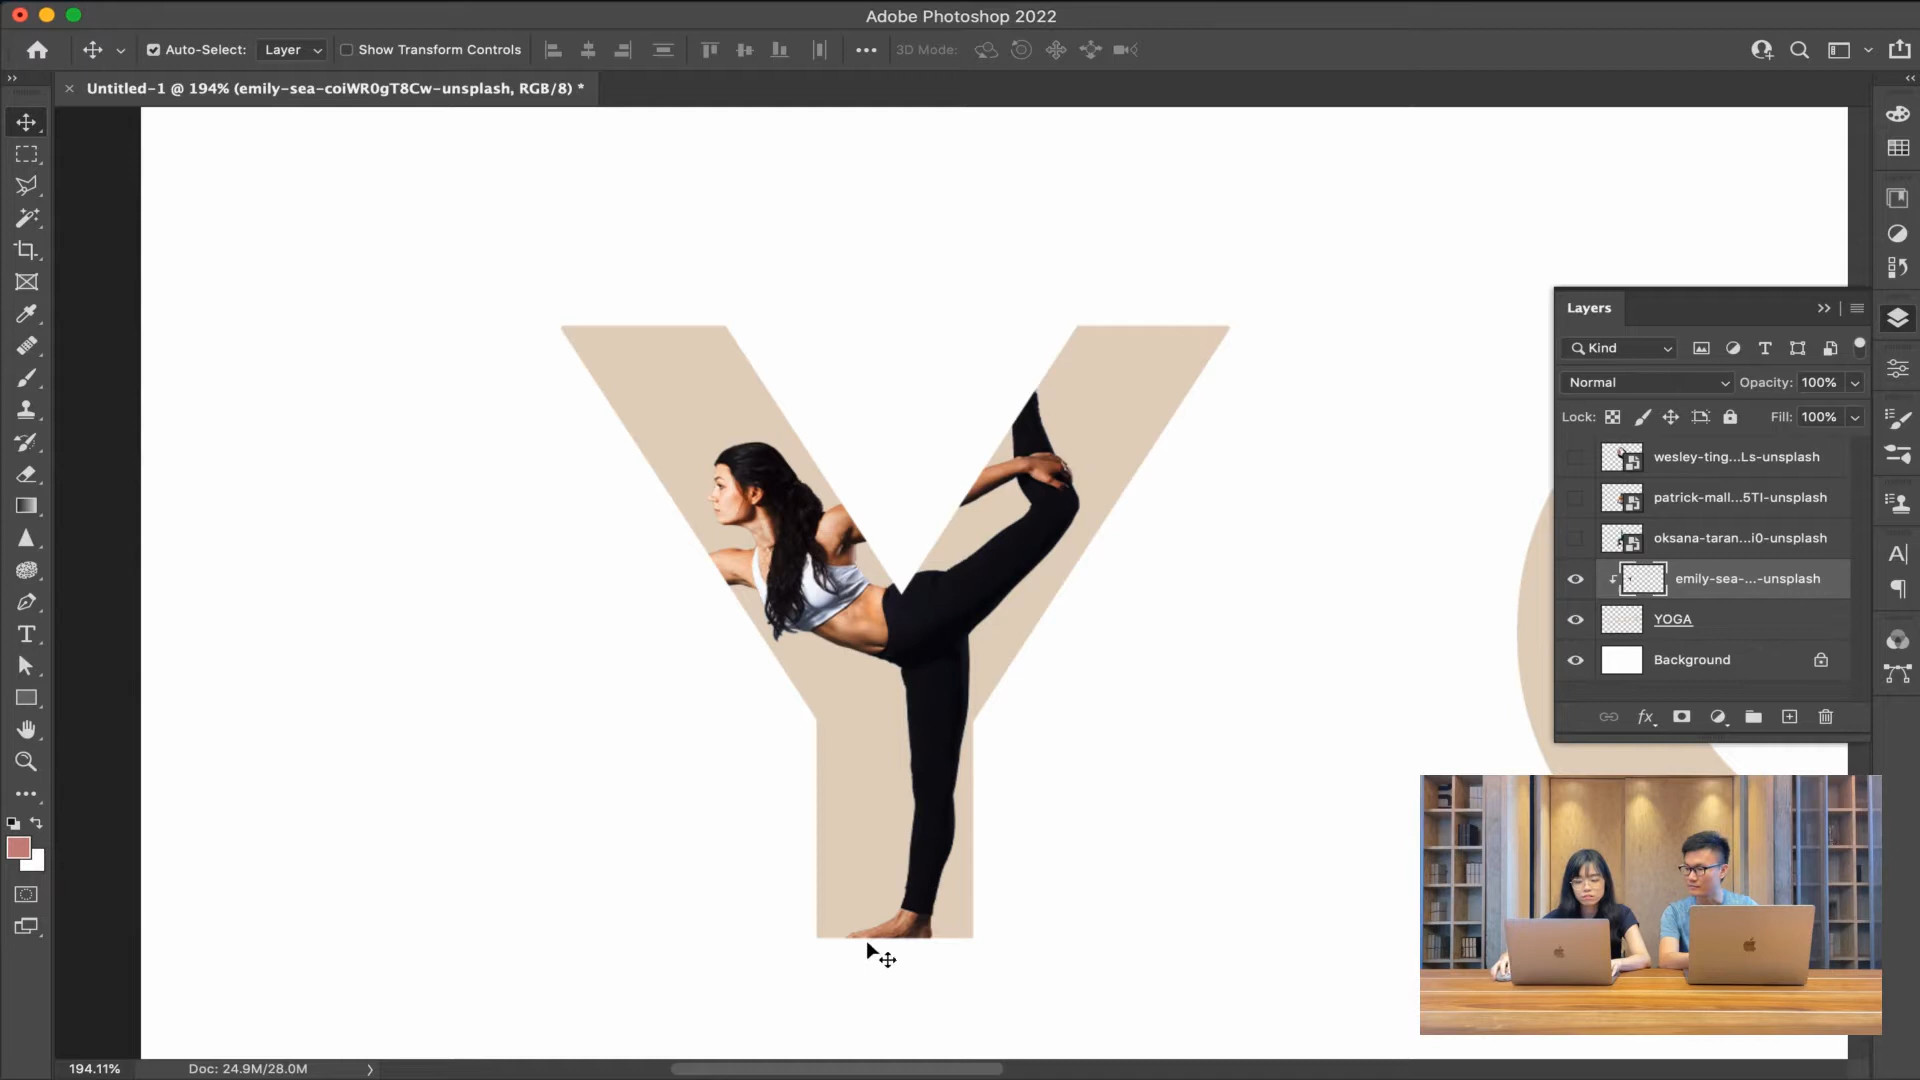 Adobe Photoshop 2022
Auto-Select: Layer Show Transform Controls 3D Mode:
Untitled-1 @ 194% (emily-sea-coiWR0gT8Cw-unsplash, RGB/8) *
Layers
Kind
Normal Opacity: 100%
Lock: Fill: 100%
wesley-ting...Ls-unsplash
patrick-mall...5TI-unsplash
oksana-taran...i0-unsplash
emily-sea-...-unsplash
YOGA
Background
fx
194.11% Doc: 24.9M/28.0M